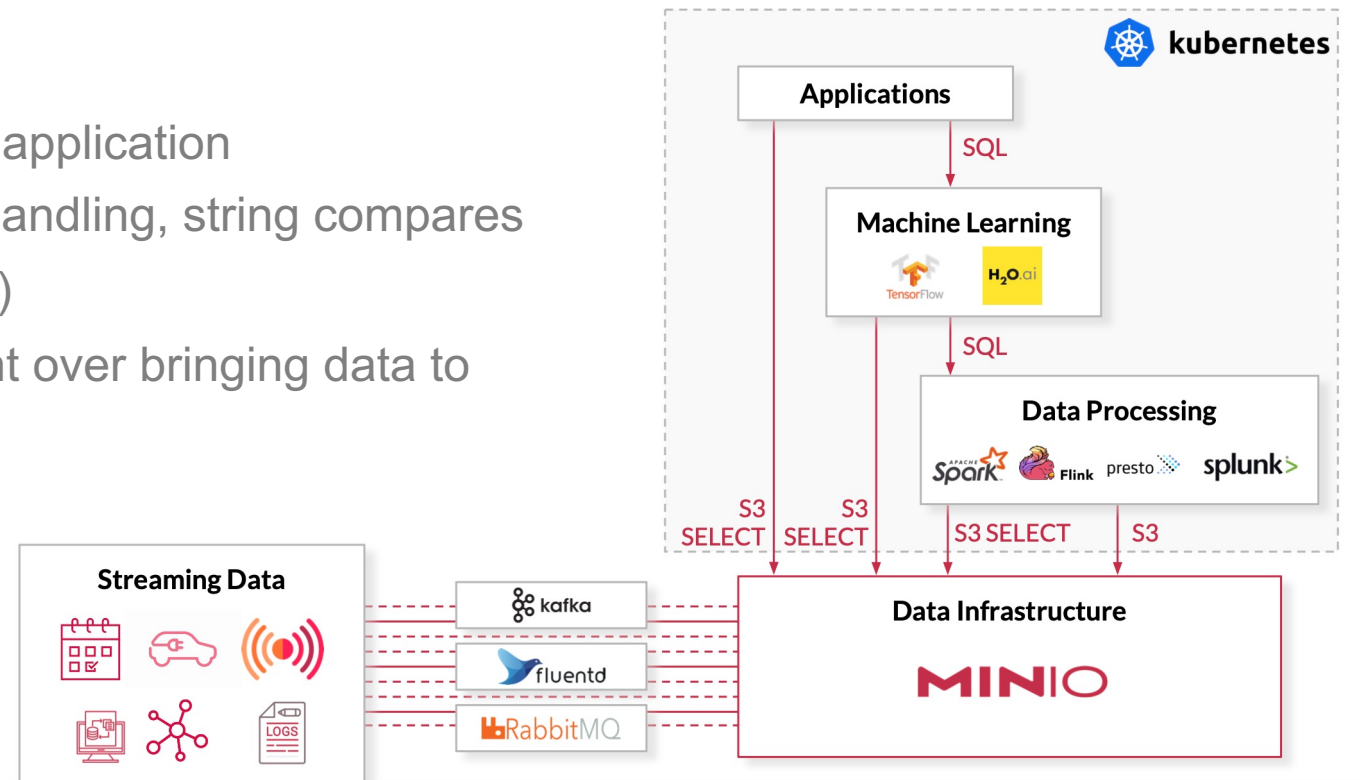 application
andling, string compares
)
nt over bringing data to
kubernetes
Applications
SQL
Machine Learning
TensorFlow
H2O.ai
SQL
Data Processing
APACHE
Spark
Flink
presto
splunk>
S3
SELECT
S3
SELECT
S3 SELECT
S3
Streaming Data
LOGS
kafka
fluentd
RabbitMQ
Data Infrastructure
MINIO